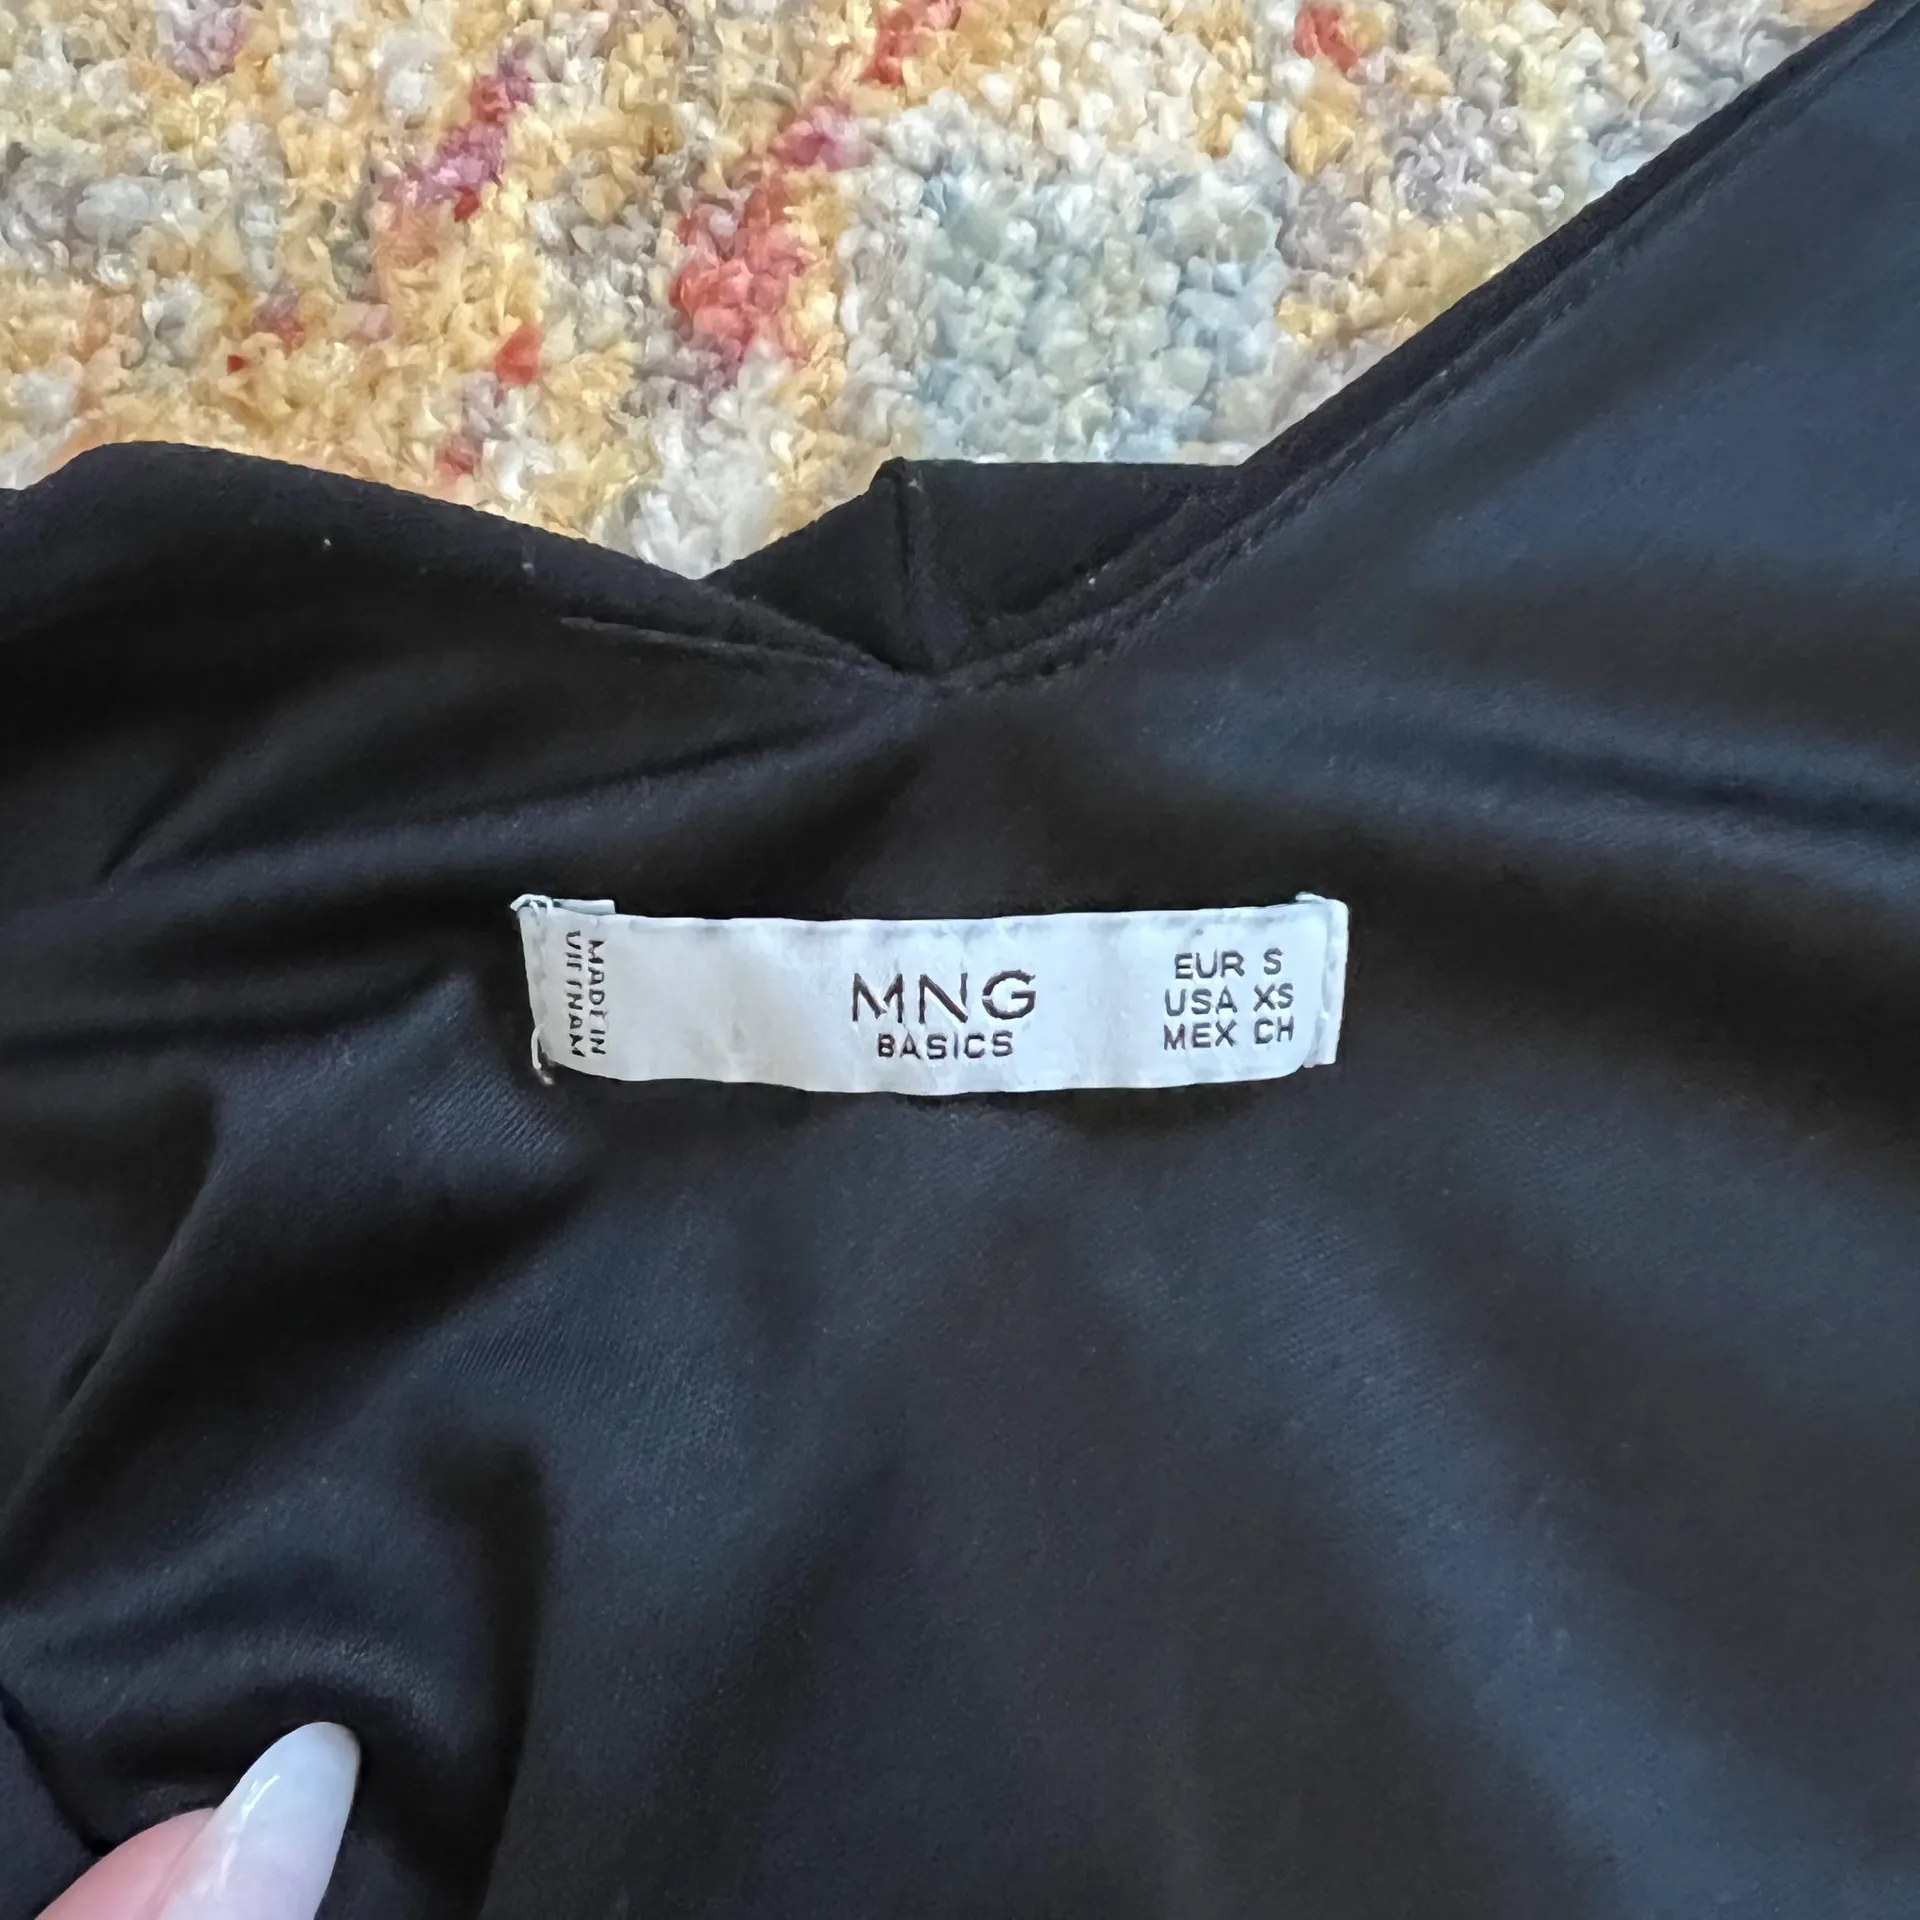 MADE IN
VIETNAM
MNG
BASICS
EUR S
USA XS
MEX CH